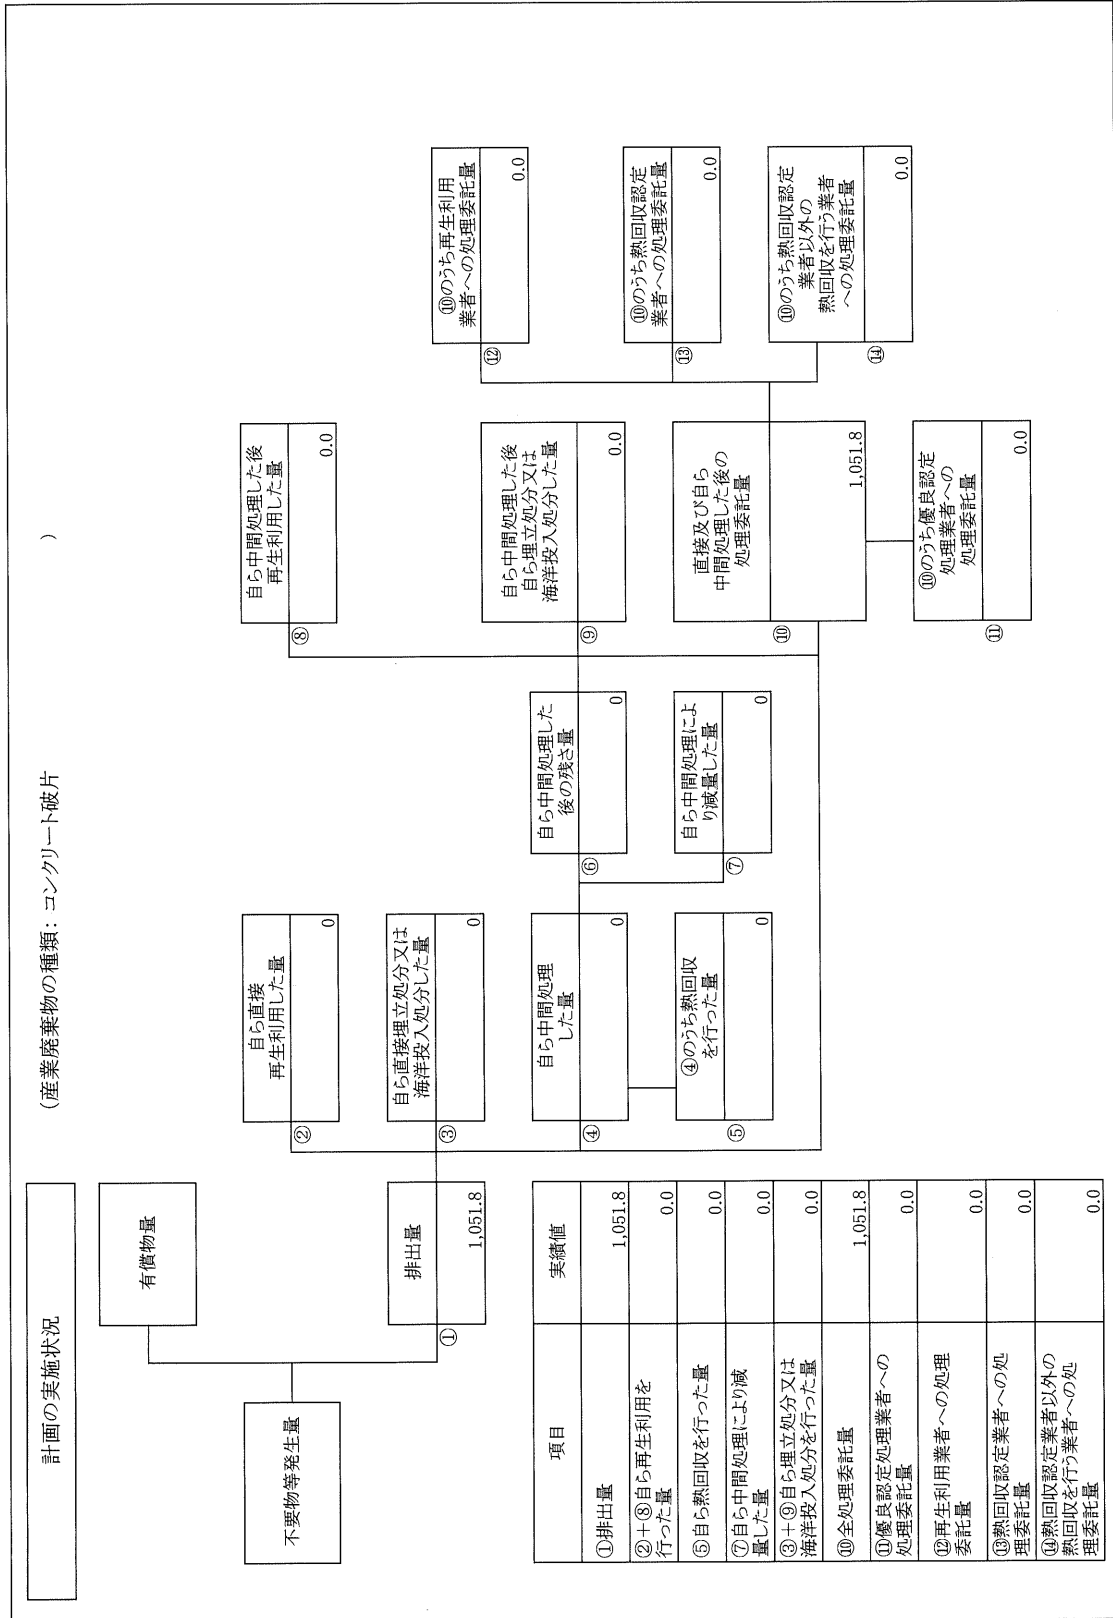 計画の実施状況
(産業廃棄物の種類：コンクリート破片 )
不要物等発生量
有償物量
①
排出量
1,051.8
②
自ら直接
再生利用した量
0
③
自ら直接埋立処分又は
海洋投入処分した量
0
④
自ら中間処理
した量
0
⑤
④のうち熱回収
を行った量
0
⑥
自ら中間処理した
後の残さ量
0
⑦
自ら中間処理によ
り減量した量
0
⑧
自ら中間処理した後
再生利用した量
0.0
⑨
自ら中間処理した後
自ら埋立処分又は
海洋投入処分した量
0.0
⑩
直接及び自ら
中間処理した後の
処理委託量
1,051.8
⑪
⑩のうち優良認定
処理業者への
処理委託量
0.0
⑫
⑩のうち再生利用
業者への処理委託量
0.0
⑬
⑩のうち熱回収認定
業者への処理委託量
0.0
⑭
⑩のうち熱回収認定
業者以外の
熱回収を行う業者
への処理委託量
0.0
項目 実績値
①排出量 1,051.8
②+⑧自ら再生利用を
行った量 0.0
⑤自ら熱回収を行った量 0.0
⑦自ら中間処理により減
量した量 0.0
③+⑨自ら埋立処分又は
海洋投入処分を行った量 0.0
⑩全処理委託量 1,051.8
⑪優良認定処理業者への
処理委託量 0.0
⑫再生利用業者への処理
委託量 0.0
⑬熱回収認定業者への処
理委託量 0.0
⑭熱回収認定業者以外の
熱回収を行う業者への処
理委託量 0.0